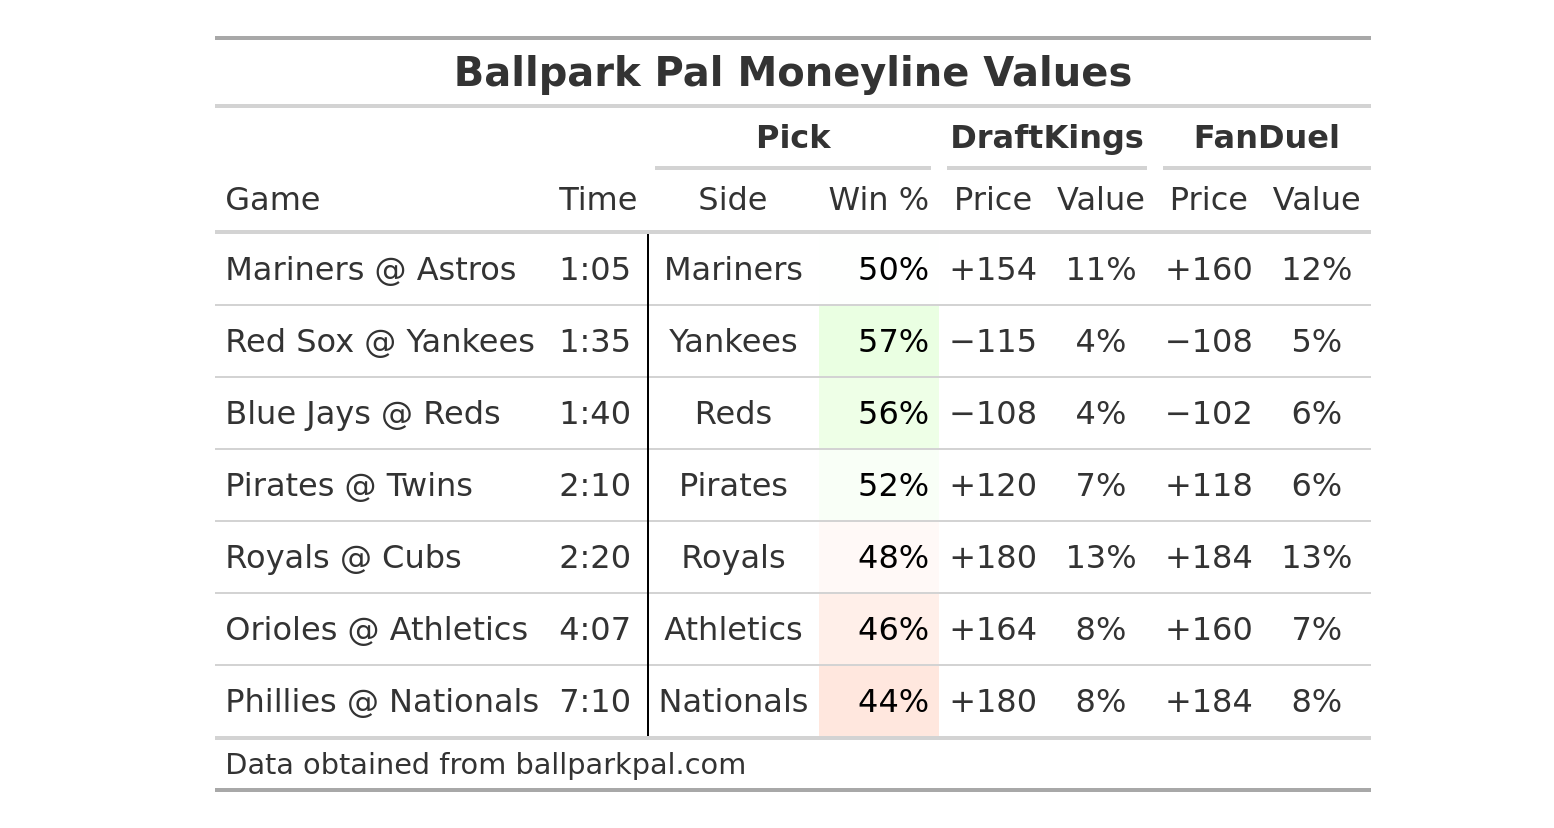 Ballpark Pal Moneyline Values
Pick DraftKings FanDuel
Game Time Side Win % Price Value Price Value
Mariners @ Astros 1:05 Mariners 50% +154 11% +160 12%
Red Sox @ Yankees 1:35 Yankees 57% −115 4% −108 5%
Blue Jays @ Reds 1:40 Reds 56% −108 4% −102 6%
Pirates @ Twins 2:10 Pirates 52% +120 7% +118 6%
Royals @ Cubs 2:20 Royals 48% +180 13% +184 13%
Orioles @ Athletics 4:07 Athletics 46% +164 8% +160 7%
Phillies @ Nationals 7:10 Nationals 44% +180 8% +184 8%
Data obtained from ballparkpal.com